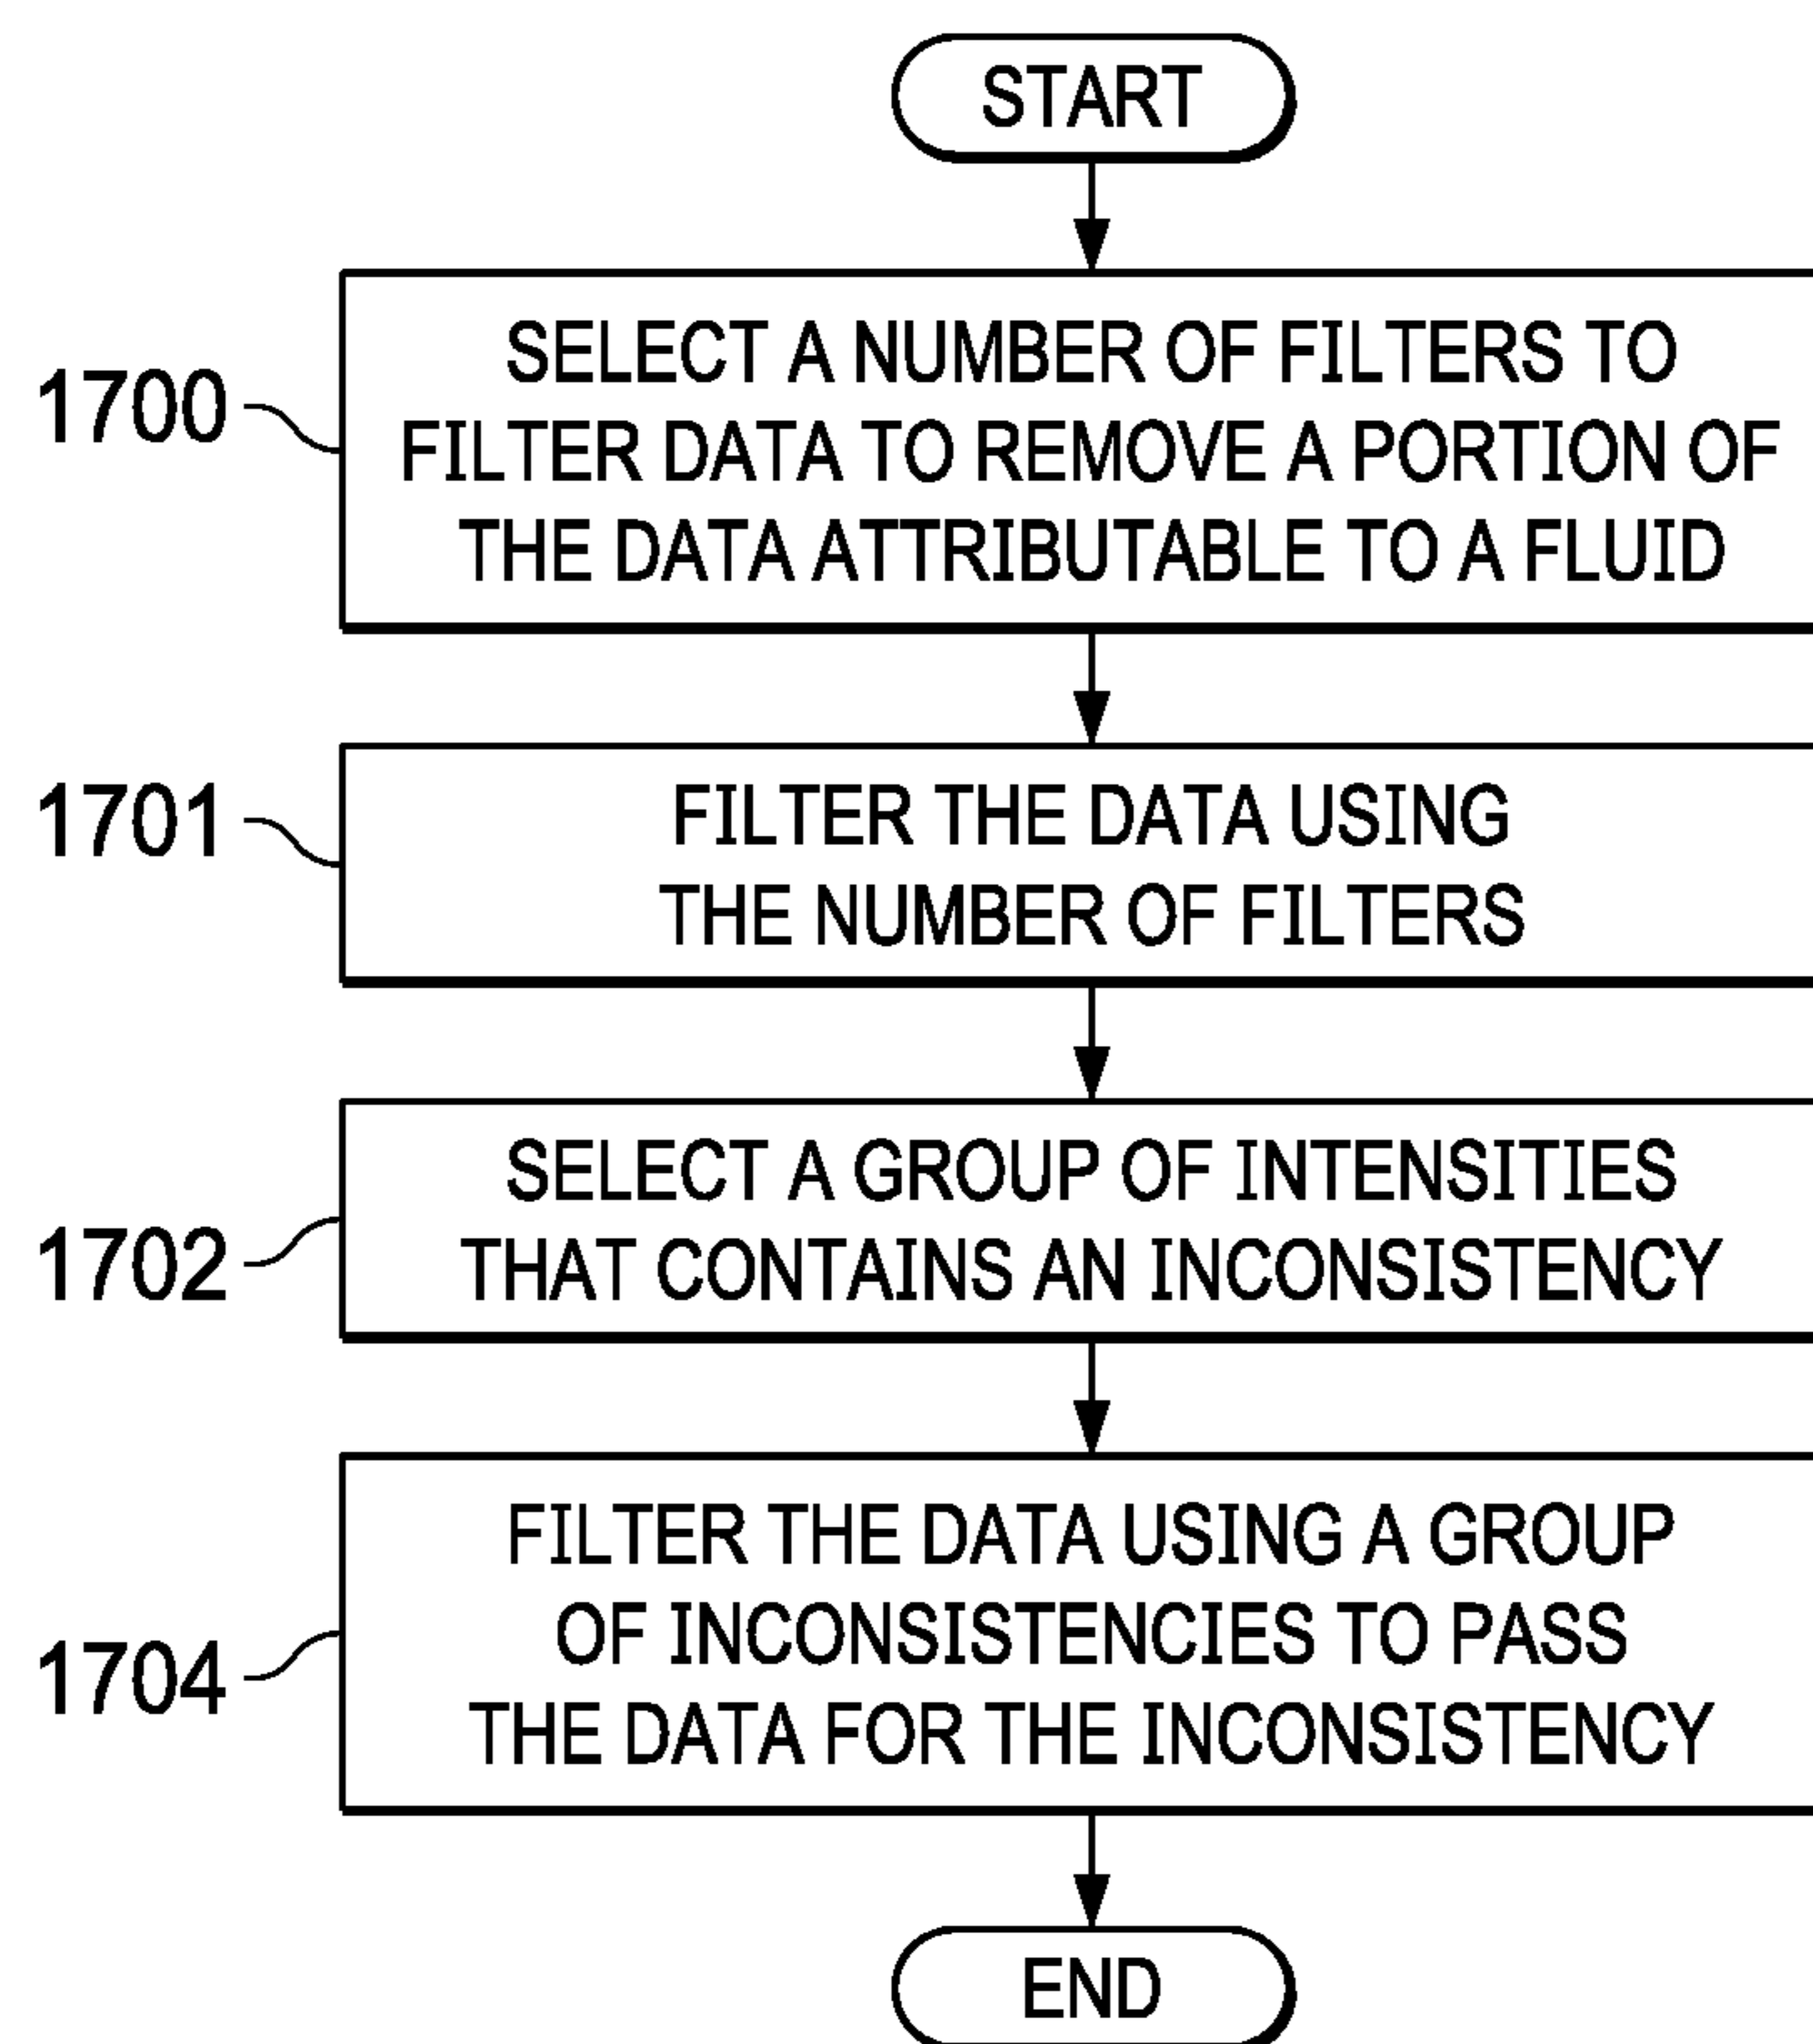 START
1700
SELECT A NUMBER OF FILTERS TO
FILTER DATA TO REMOVE A PORTION OF
THE DATA ATTRIBUTABLE TO A FLUID
1701
FILTER THE DATA USING
THE NUMBER OF FILTERS
1702
SELECT A GROUP OF INTENSITIES
THAT CONTAINS AN INCONSISTENCY
1704
FILTER THE DATA USING A GROUP
OF INCONSISTENCIES TO PASS
THE DATA FOR THE INCONSISTENCY
END